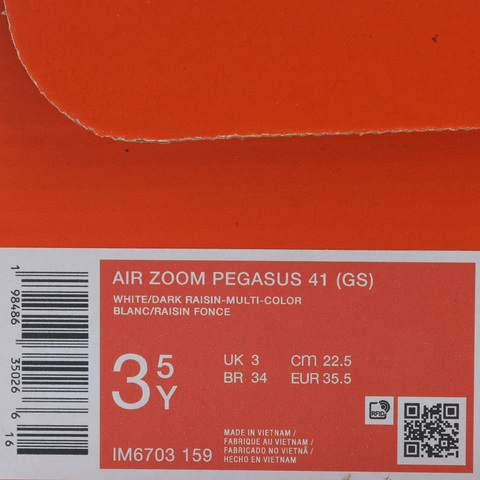 AIR ZOOM PEGASUS 41 (GS)
WHITE/DARK RAISIN-MULTI-COLOR
BLANC/RAISIN FONCE
3 5Y
UK 3 cm 22.5
BR 34 EUR 35.5
RFID
IM6703 159
MADE IN VIETNAM /
FABRIQUE AU VIETNAM /
FABRICADO NO VIETNÃ /
HECHO EN VIETNAM
1 98486 35026 6 16